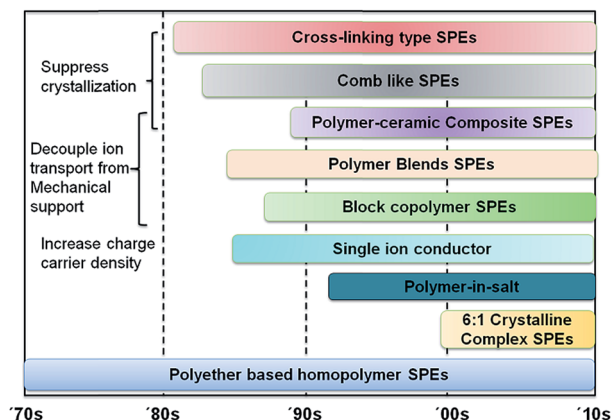 Cross-linking type SPEs
Suppress
crystallization
Comb like SPEs
Polymer-ceramic Composite SPEs
Decouple ion
transport from
Mechanical
support
Polymer Blends SPEs
Block copolymer SPEs
Increase charge
carrier density
Single ion conductor
Polymer-in-salt
6:1 Crystalline
Complex SPEs
Polyether based homopolymer SPEs
´70s ´80s ´90s ´00s ´10s